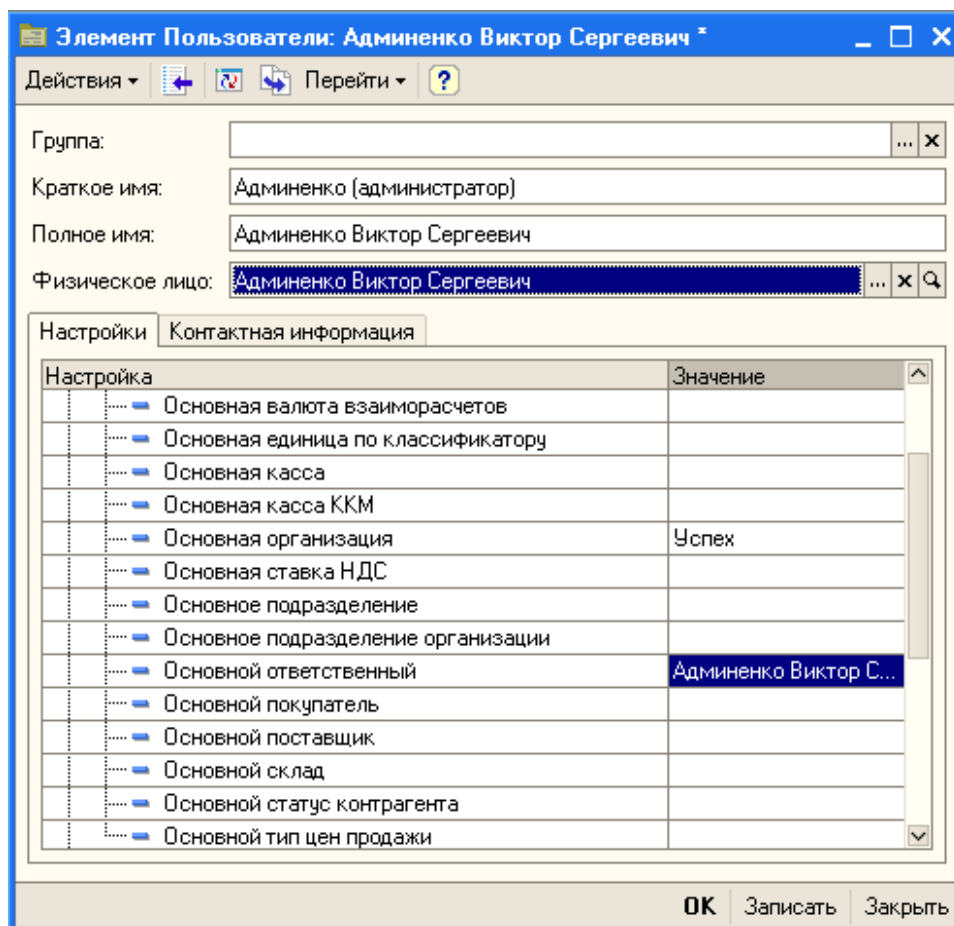 Элемент Пользователи: Админенко Виктор Сергеевич *
Действия Перейти ?
Группа: ...
Краткое имя: Админенко (администратор)
Полное имя: Админенко Виктор Сергеевич
Физическое лицо: Админенко Виктор Сергеевич ...
Настройки Контактная информация
Настройка Значение
Основная валюта взаиморасчетов
Основная единица по классификатору
Основная касса
Основная касса ККМ
Основная организация Успех
Основная ставка НДС
Основное подразделение
Основное подразделение организации
Основной ответственный Админенко Виктор С...
Основной покупатель
Основной поставщик
Основной склад
Основной статус контрагента
Основной тип цен продажи
OK Записать Закрыть